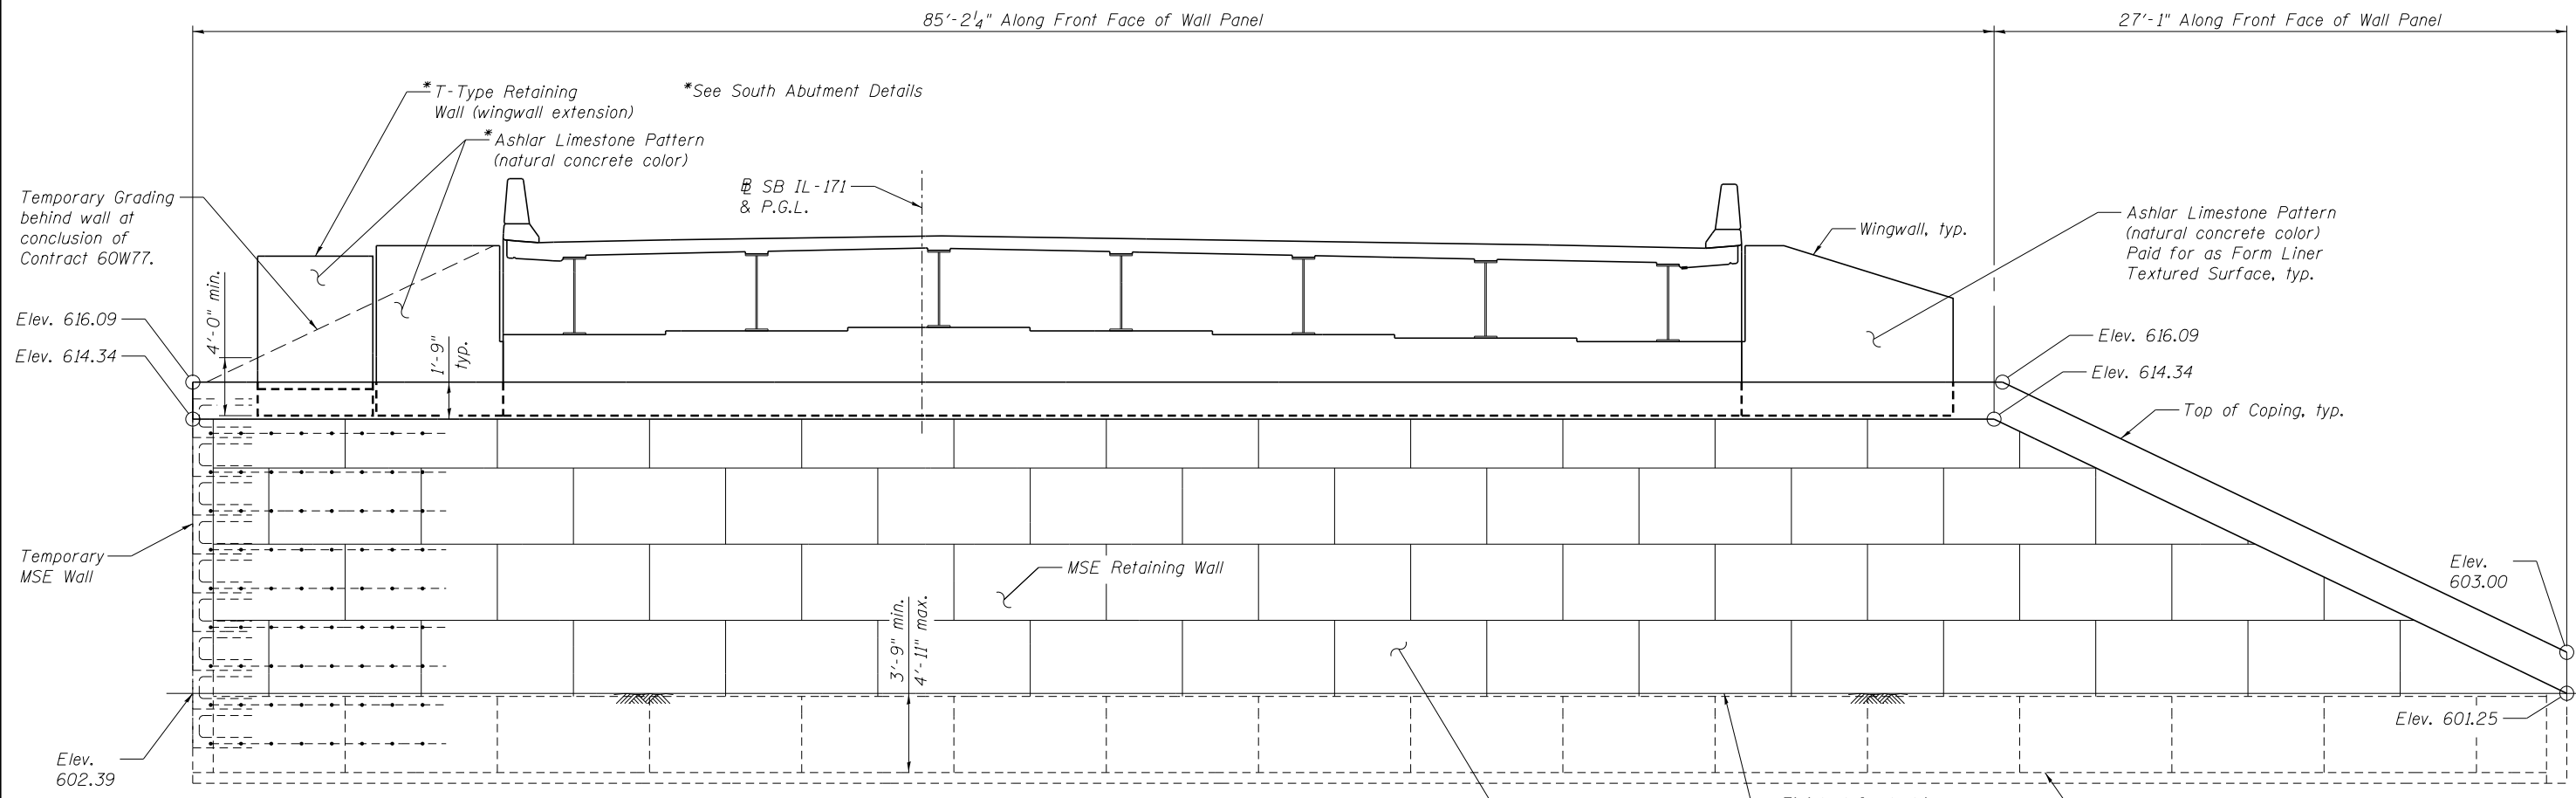 85'-2 1/4" Along Front Face of Wall Panel
27'-1" Along Front Face of Wall Panel
*T-Type Retaining
Wall (wingwall extension)
*See South Abutment Details
*Ashlar Limestone Pattern
(natural concrete color)
Temporary Grading
behind wall at
conclusion of
Contract 60W77.
SB IL-171
& P.G.L.
Wingwall, typ.
Ashlar Limestone Pattern
(natural concrete color)
Paid for as Form Liner
Textured Surface, typ.
4'-0" min.
Elev. 616.09
Elev. 614.34
1'-9"
typ.
Elev. 616.09
Elev. 614.34
Top of Coping, typ.
Temporary
MSE Wall
MSE Retaining Wall
Elev.
603.00
3'-9" min.
4'-11" max.
Elev. 601.25
Elev.
602.39